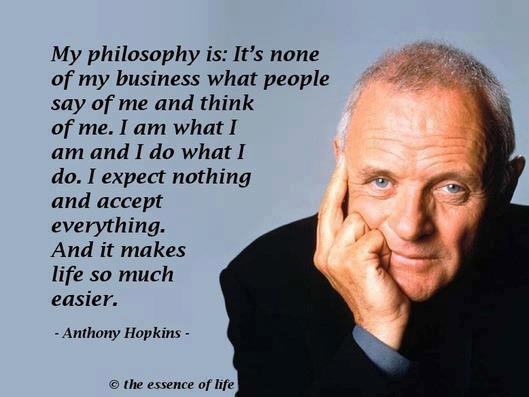 My philosophy is: It's none
of my business what people
say of me and think
of me. I am what I
am and I do what I
do. I expect nothing
and accept
everything.
And it makes
life so much
easier.
- Anthony Hopkins -
© the essence of life